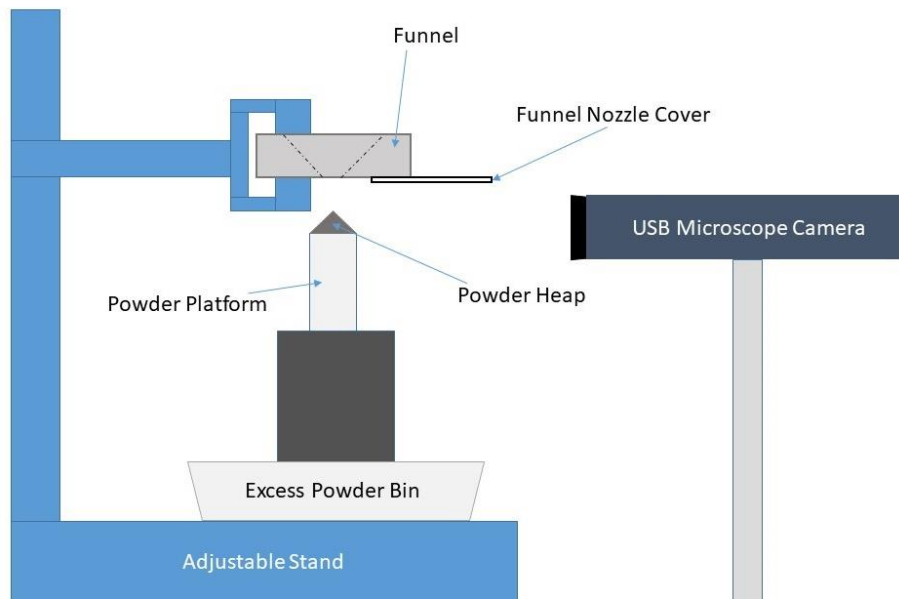 Funnel
Funnel Nozzle Cover
USB Microscope Camera
Powder Platform
Powder Heap
Excess Powder Bin
Adjustable Stand